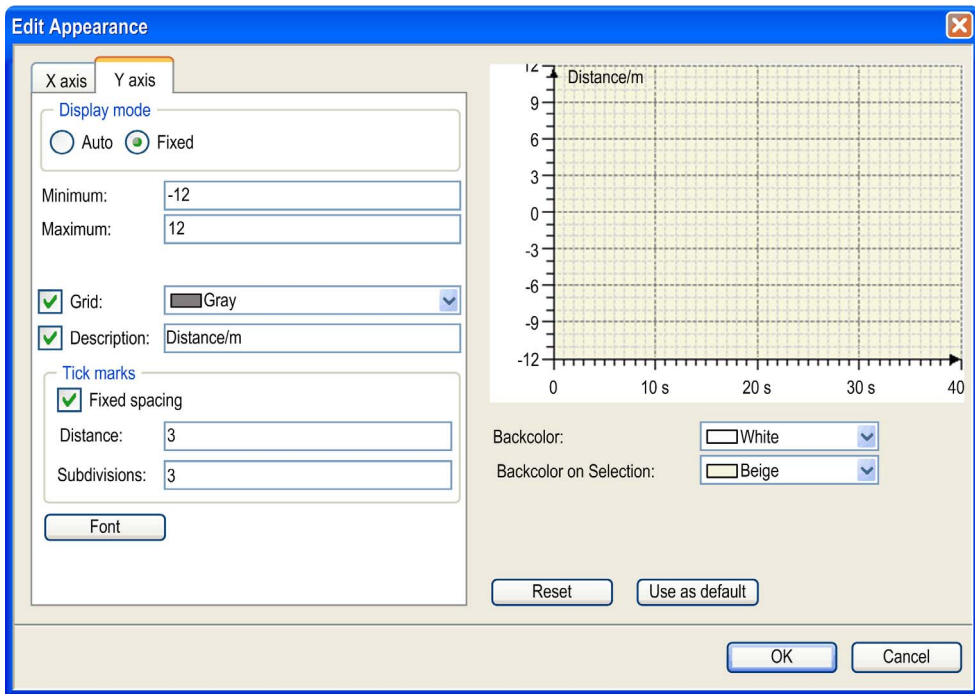 Edit Appearance
X axis
Y axis
Display mode
Auto
Fixed
Minimum:
-12
Maximum:
12
Grid:
Gray
Description:
Distance/m
Tick marks
Fixed spacing
Distance:
3
Subdivisions:
3
Font
12
Distance/m
9
6
3
0
-3
-6
-9
-12
0
10 s
20 s
30 s
40
Backcolor:
White
Backcolor on Selection:
Beige
Reset
Use as default
OK
Cancel